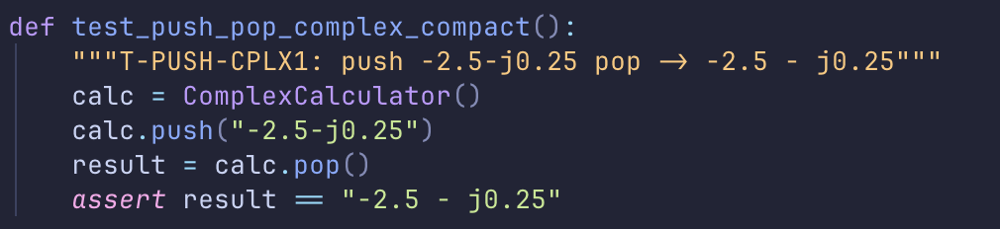 def test_push_pop_complex_compact():
    """T-PUSH-CPLX1: push -2.5-j0.25 pop -> -2.5 - j0.25"""
    calc = ComplexCalculator()
    calc.push("-2.5-j0.25")
    result = calc.pop()
    assert result == "-2.5 - j0.25"